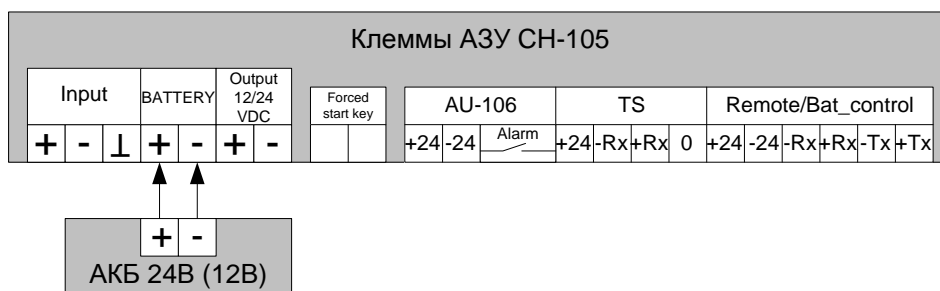 Клеммы АЗУ СН-105
Input
BATTERY
Output
12/24
VDC
Forced
start key
AU-106
TS
Remote/Bat_control
+ - ⊥ + - + -
+24 -24 Alarm +24 -Rx +Rx 0 +24 -24 -Rx +Rx -Tx +Tx
+ -
АКБ 24В (12В)